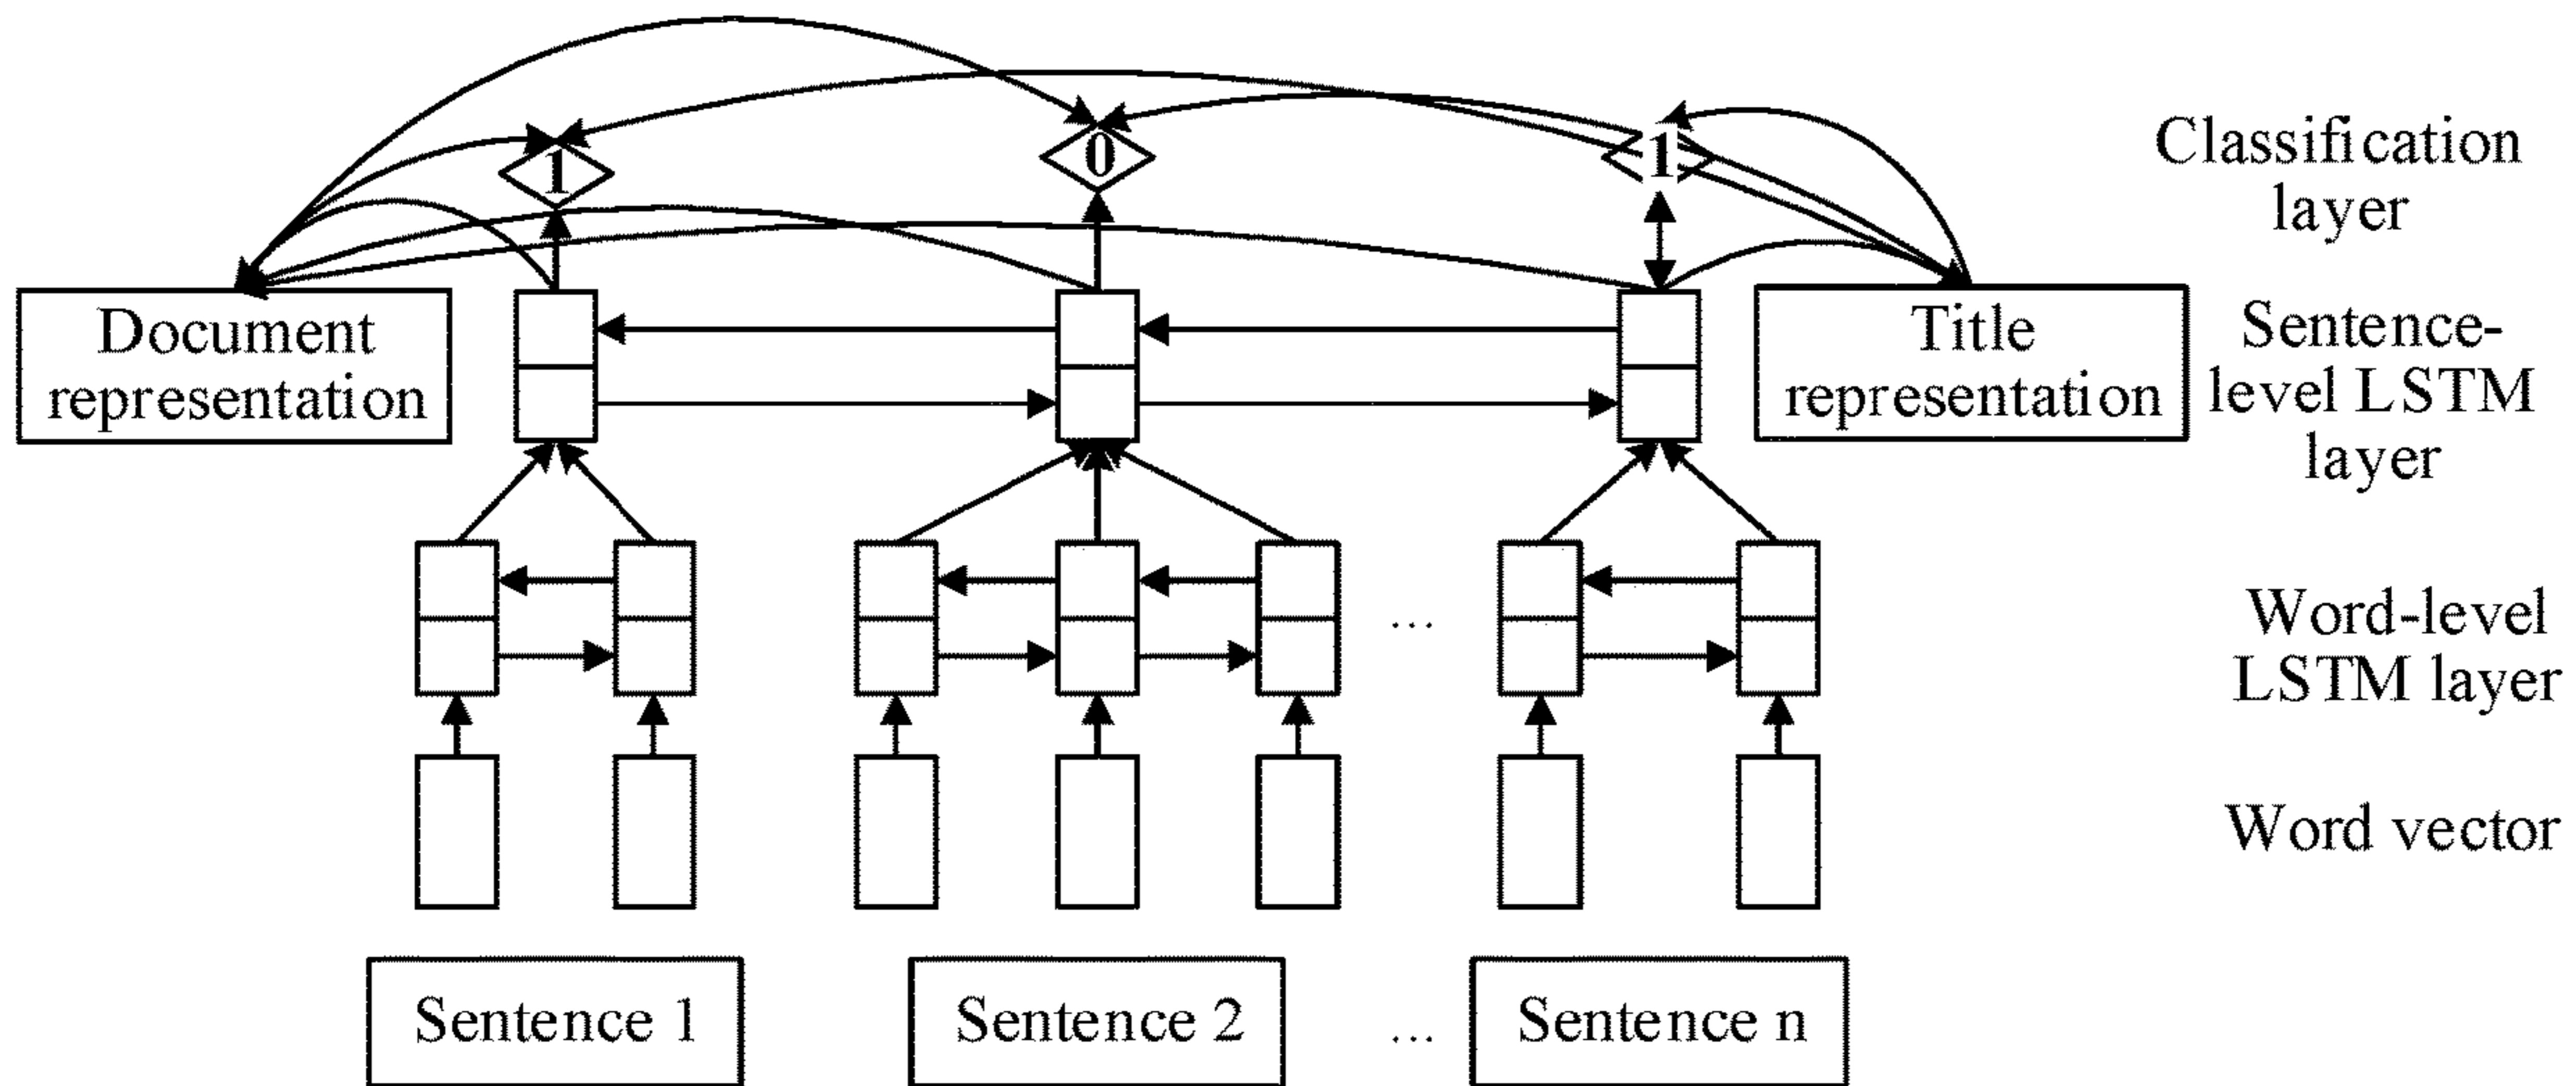 1
0
1
Classification
layer
Document
representation
Title
representation
Sentence-
level LSTM
layer
...
Word-level
LSTM layer
Word vector
Sentence 1
Sentence 2
...
Sentence n